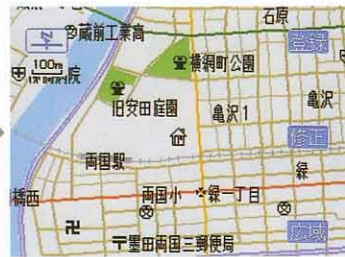 石原
蔵前工業高
登録
100m
病院
横網町公園
旧安田庭園
亀沢1
亀沢
修正
両国駅
緑
橋西
両国小
緑一丁目
広域
墨田両国三郵便局